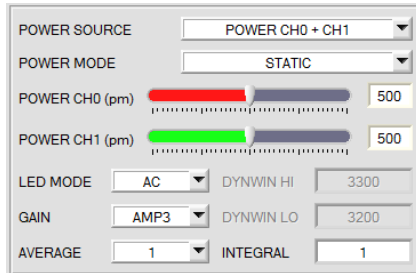 POWER SOURCE POWER CH0 + CH1
POWER MODE STATIC
POWER CH0 (pm) 500
POWER CH1 (pm) 500
LED MODE AC DYNWIN HI 3300
GAIN AMP3 DYNWIN LO 3200
AVERAGE 1 INTEGRAL 1